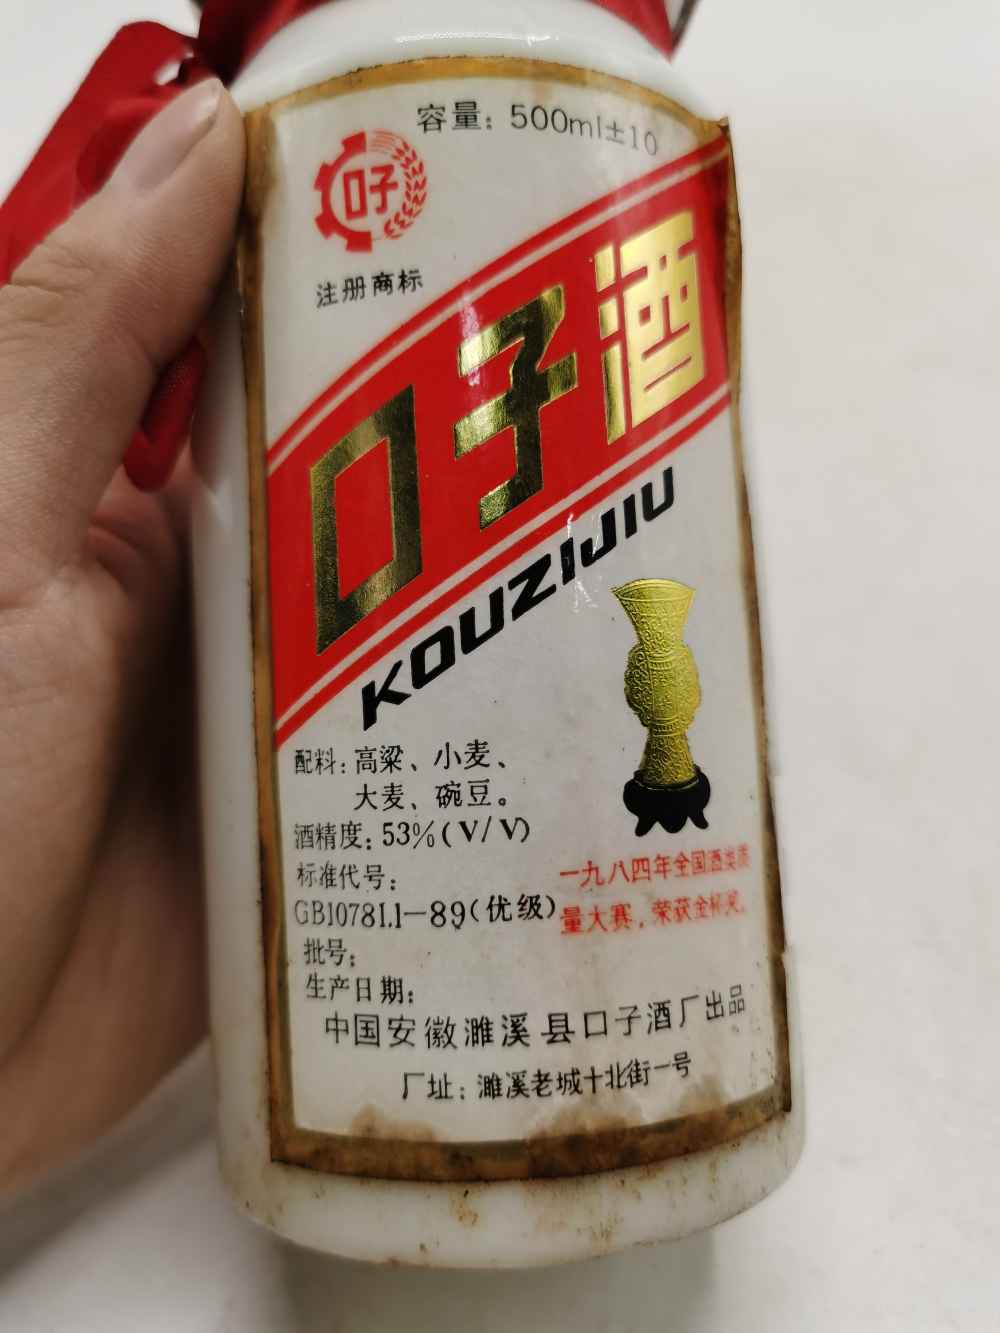 容量: 500ml±10
口子
注册商标
口子酒
KOUZIJIU
配料: 高粱、小麦、
大麦、碗豆。
酒精度: 53%(V/V)
标准代号:
GB10781.1—89(优级)
一九八四年全国酒类质
量大赛, 荣获金杯奖。
批号:
生产日期:
中国安徽濉溪县口子酒厂出品
厂址: 濉溪老城十北街一号